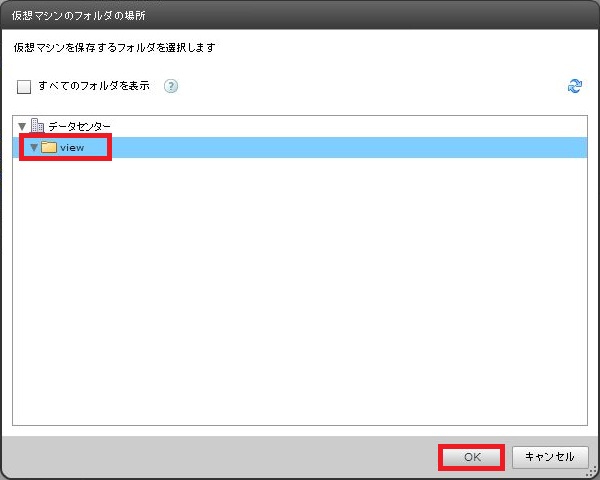 仮想マシンのフォルダの場所
仮想マシンを保存するフォルダを選択します
すべてのフォルダを表示 ?
データセンター
view
OK キャンセル